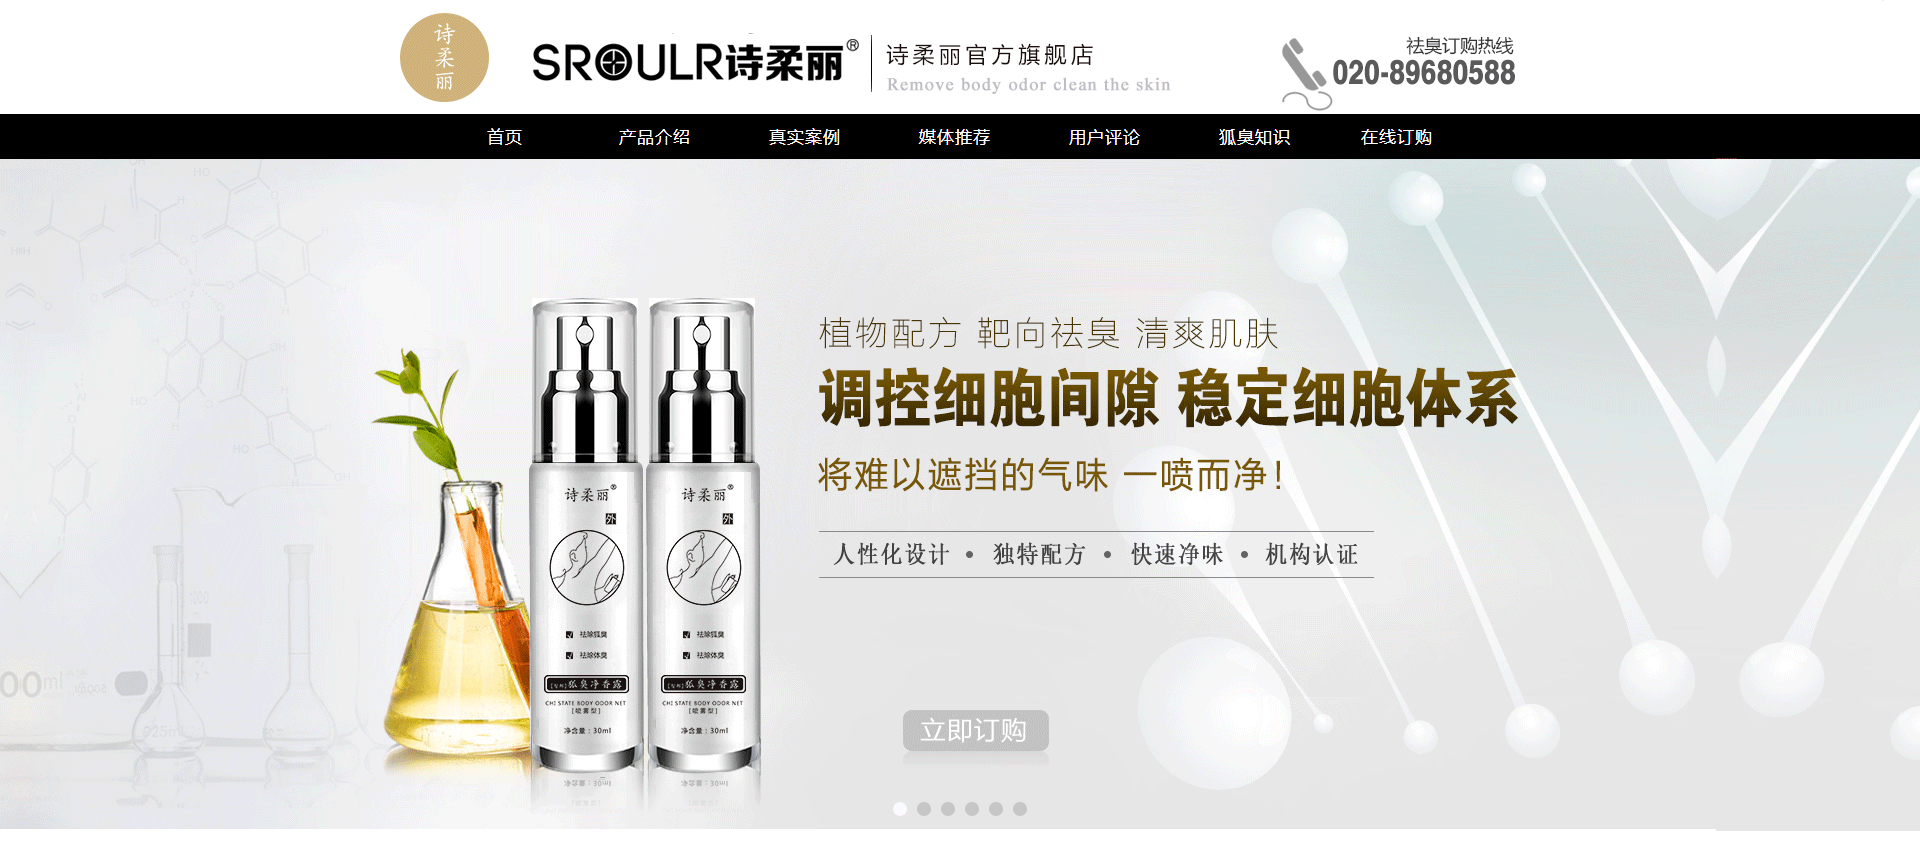 诗柔丽
SROULR诗柔丽®
诗柔丽官方旗舰店
Remove body odor clean the skin
祛臭订购热线
020-89680588
首页 产品介绍 真实案例 媒体推荐 用户评论 狐臭知识 在线订购
植物配方 靶向祛臭 清爽肌肤
调控细胞间隙 稳定细胞体系
将难以遮挡的气味 一喷而净!
人性化设计 • 独特配方 • 快速净味 • 机构认证
立即订购
诗柔丽®
外
祛除狐臭
祛除体臭
狐臭净香露
CHI STATE BODY ODOR NET
[喷雾型]
净含量:30ml
诗柔丽®
外
祛除狐臭
祛除体臭
狐臭净香露
CHI STATE BODY ODOR NET
[喷雾型]
净含量:30ml